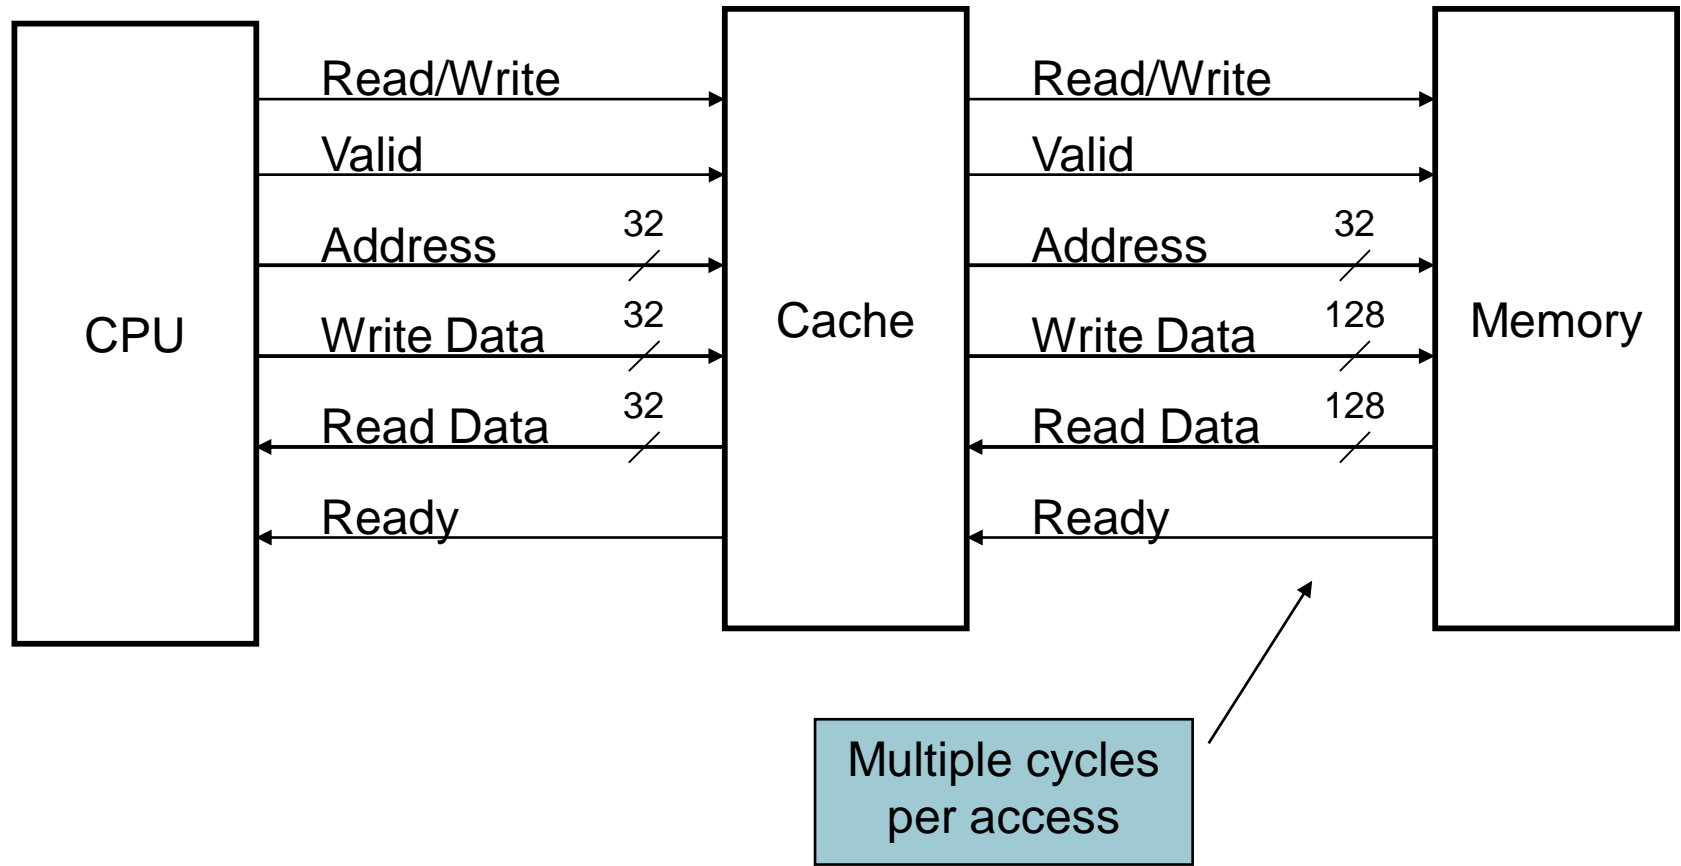 Read/Write
Read/Write
Valid
Valid
32
32
Address
Address
CPU
32
Cache
128
Memory
Write Data
Write Data
32
128
Read Data
Read Data
Ready
Ready
Multiple cycles
per access